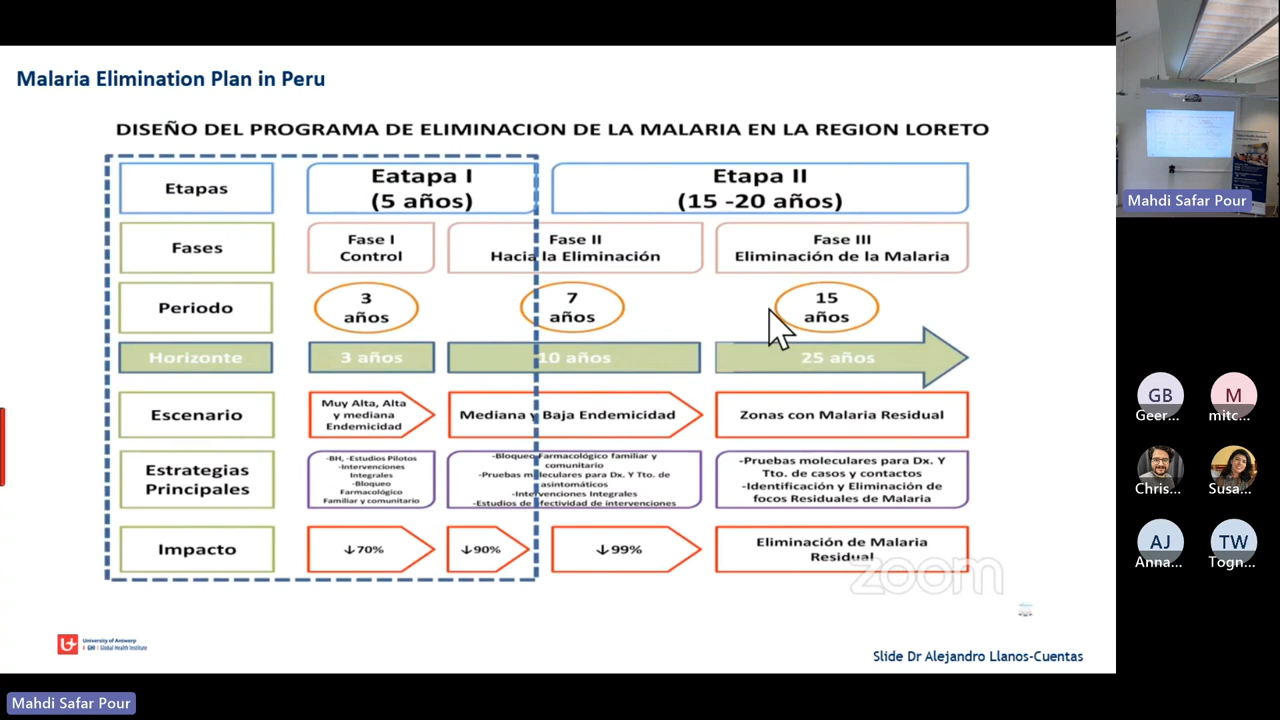 Malaria Elimination Plan in Peru
DISEÑO DEL PROGRAMA DE ELIMINACION DE LA MALARIA EN LA REGION LORETO
Etapas
Eatapa I
(5 años)
Etapa II
(15 -20 años)
Fases
Fase I
Control
Fase II
Hacia la Eliminación
Fase III
Eliminación de la Malaria
Periodo
3
años
7
años
15
años
Horizonte
3 años
10 años
25 años
Escenario
Muy Alta, Alta
y mediana
Endemicidad
Mediana y Baja Endemicidad
Zonas con Malaria Residual
Estrategias
Principales
-BH, -Estudios Pilotos
-Intervenciones
Integrales
-Bloqueo
Farmacológico
Familiar y comunitario
-Bloqueo Farmacológico familiar y
comunitario
-Pruebas moleculares para Dx. Y Tto. de
asintomáticos
-Intervenciones Integrales
-Estudios de efectividad de intervenciones
-Pruebas moleculares para Dx. Y
Tto. de casos y contactos
-Identificación y Eliminación de
focos Residuales de Malaria
Impacto
↓70%
↓90%
↓99%
Eliminación de Malaria
Residual
zoom
University of Antwerp
GHI | Global Health Institute
Slide Dr Alejandro Llanos-Cuentas
Mahdi Safar Pour
Mahdi Safar Pour
GB
Geer...
M
mitc...
Chris...
Susa...
AJ
Anna...
TW
Togn...